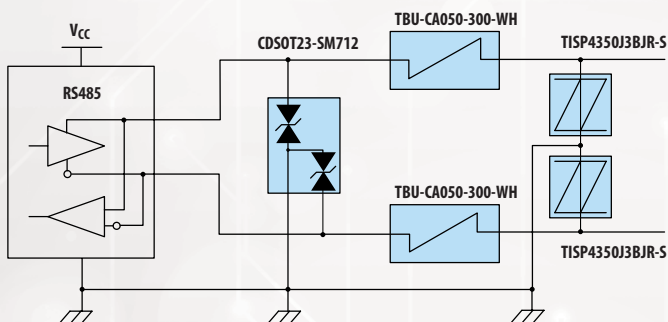 VCC
RS485
CDSOT23-SM712
TBU-CA050-300-WH
TISP4350J3BJR-S
TBU-CA050-300-WH
TISP4350J3BJR-S